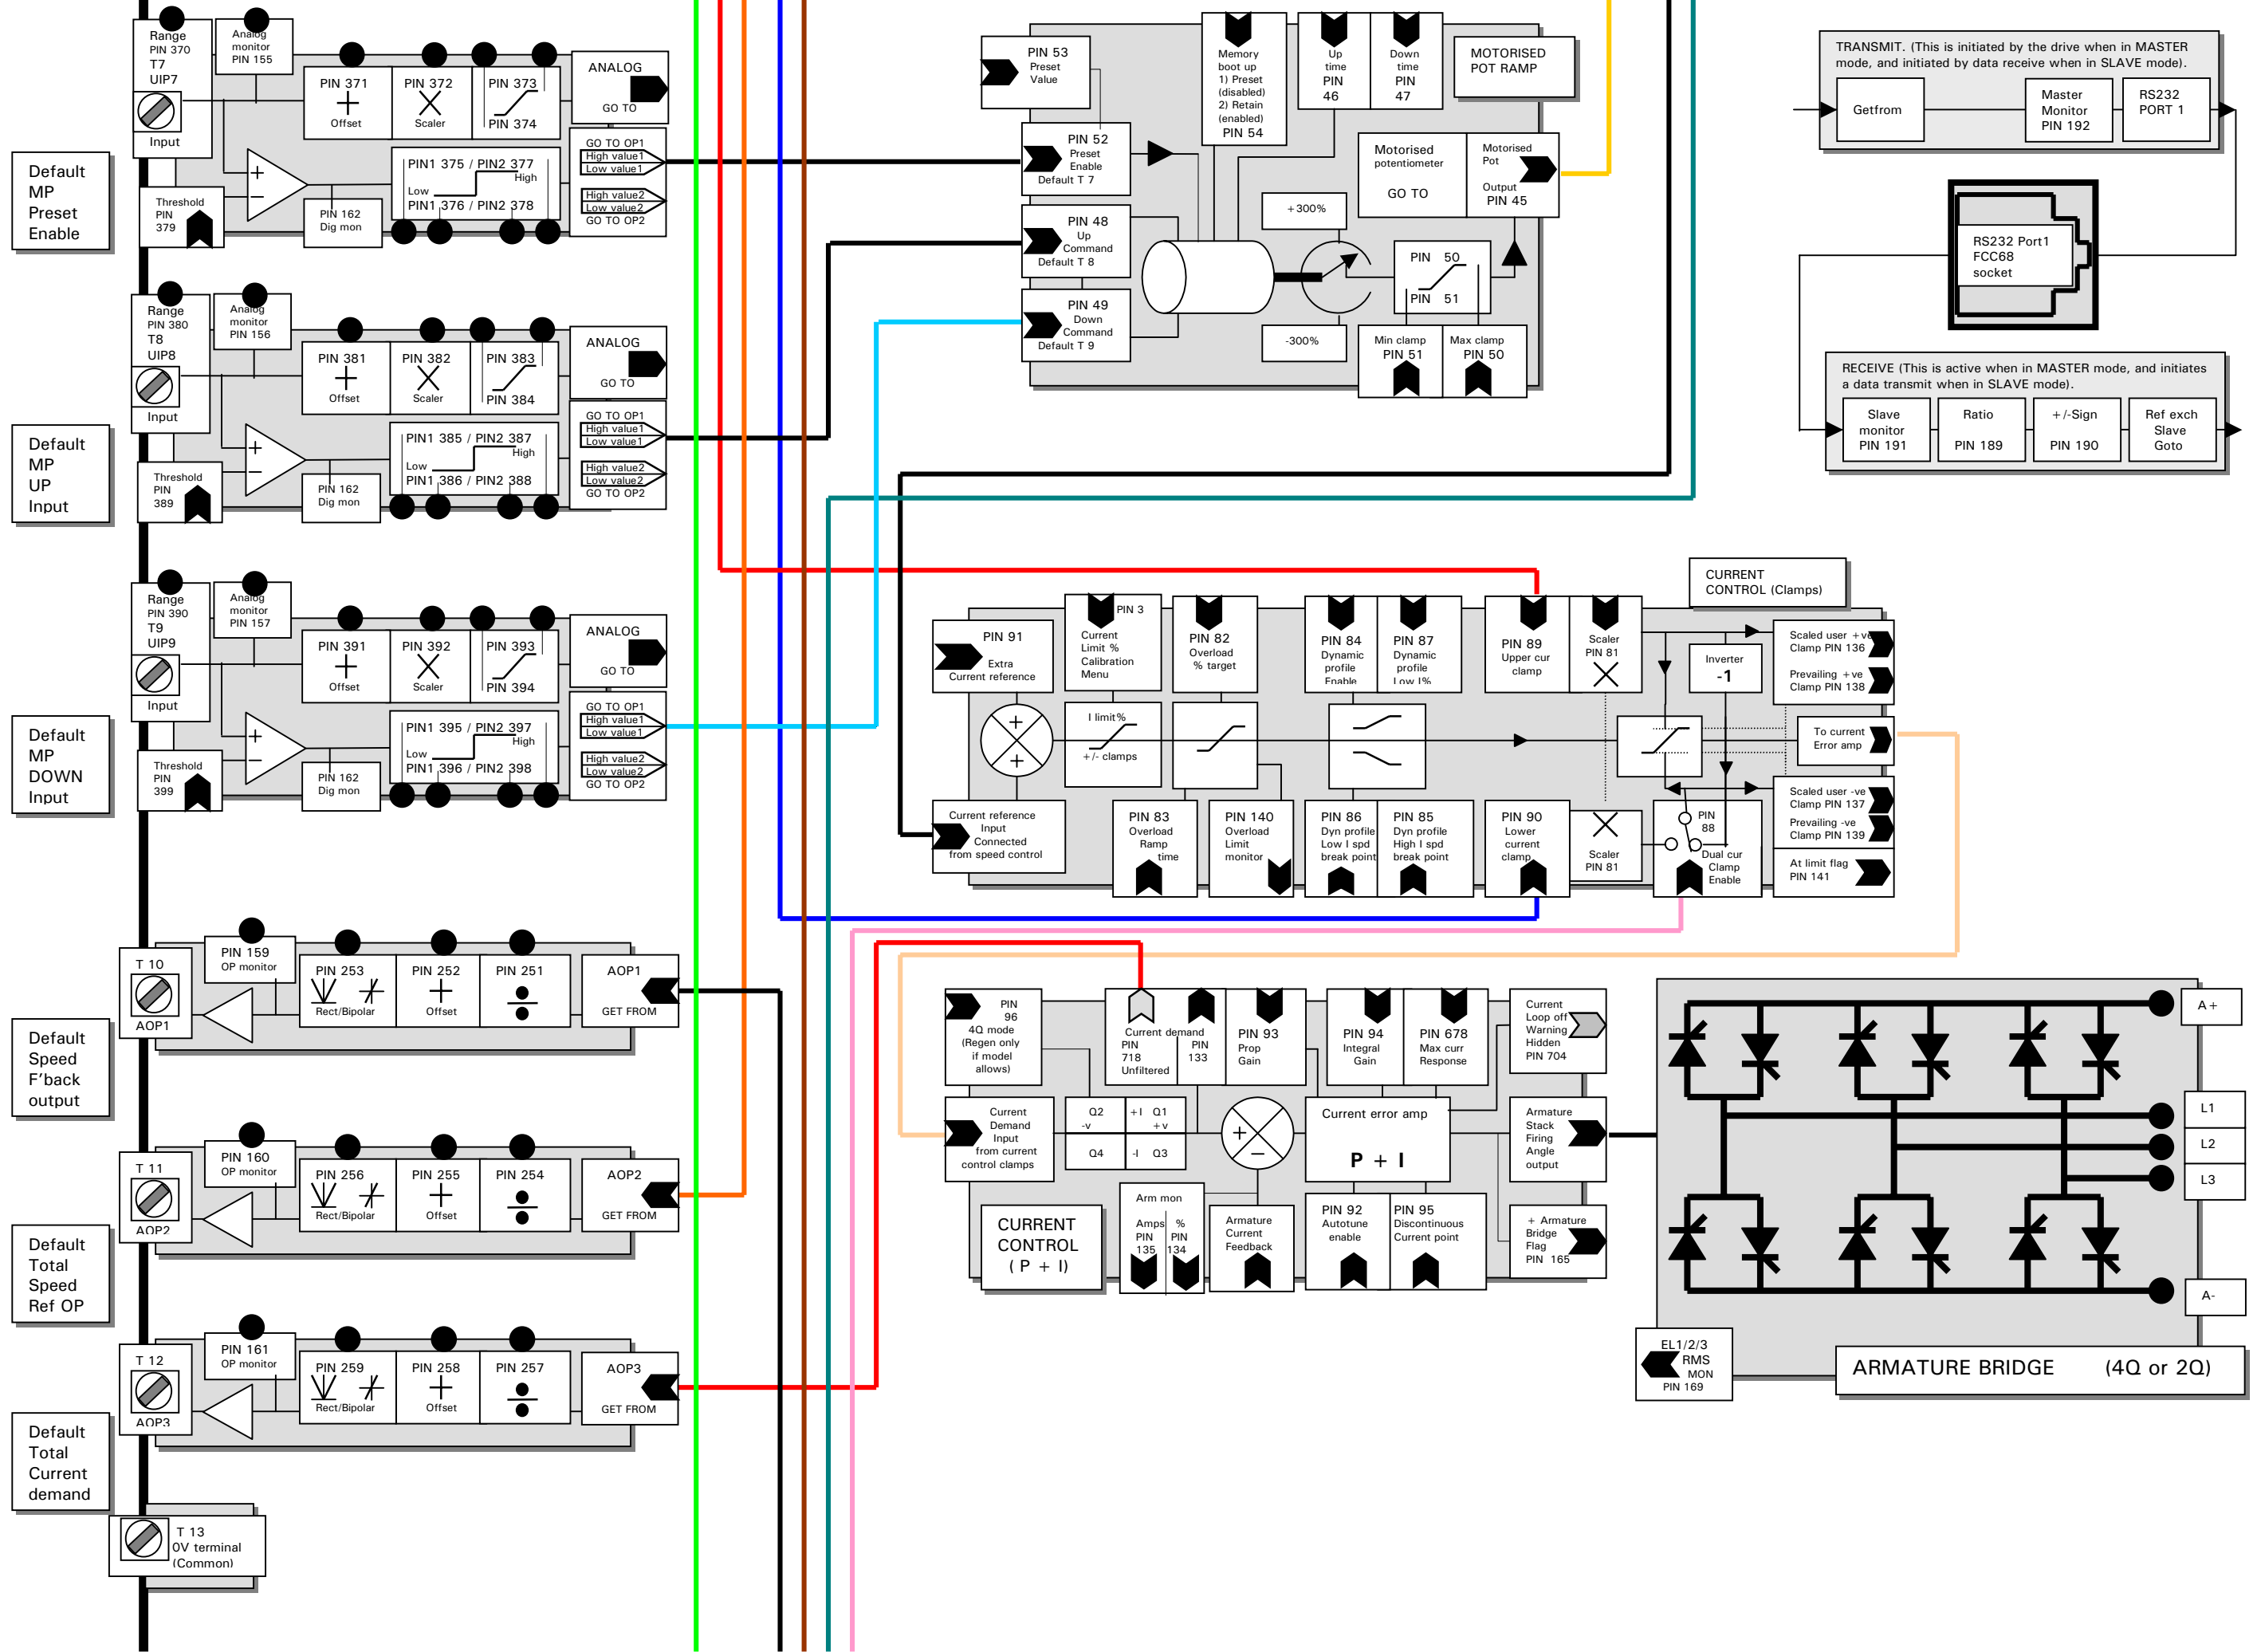 Range
PIN 370
T7
UIP7
Input
Analog
monitor
PIN 155
PIN 371
Offset
PIN 372
Scaler
PIN 373
PIN 374
ANALOG
GO TO
Default
MP
Preset
Enable
Threshold
PIN
379
+
−
PIN 162
Dig mon
PIN1 375 / PIN2 377
High
Low
PIN1 376 / PIN2 378
GO TO OP1
High value1
Low value1
High value2
Low value2
GO TO OP2
Range
PIN 380
T8
UIP8
Input
Analog
monitor
PIN 156
PIN 381
Offset
PIN 382
Scaler
PIN 383
PIN 384
ANALOG
GO TO
Default
MP
UP
Input
Threshold
PIN
389
+
−
PIN 162
Dig mon
PIN1 385 / PIN2 387
High
Low
PIN1 386 / PIN2 388
GO TO OP1
High value1
Low value1
High value2
Low value2
GO TO OP2
Range
PIN 390
T9
UIP9
Input
Analog
monitor
PIN 157
PIN 391
Offset
PIN 392
Scaler
PIN 393
PIN 394
ANALOG
GO TO
Default
MP
DOWN
Input
Threshold
PIN
399
+
−
PIN 162
Dig mon
PIN1 395 / PIN2 397
High
Low
PIN1 396 / PIN2 398
GO TO OP1
High value1
Low value1
High value2
Low value2
GO TO OP2
T 10
AOP1
PIN 159
OP monitor
PIN 253
Rect/Bipolar
PIN 252
Offset
PIN 251
AOP1
GET FROM
Default
Speed
F'back
output
T 11
AOP2
PIN 160
OP monitor
PIN 256
Rect/Bipolar
PIN 255
Offset
PIN 254
AOP2
GET FROM
Default
Total
Speed
Ref OP
T 12
AOP3
PIN 161
OP monitor
PIN 259
Rect/Bipolar
PIN 258
Offset
PIN 257
AOP3
GET FROM
Default
Total
Current
demand
T 13
0V terminal
(Common)
PIN 53
Preset
Value
Memory
boot up
1) Preset
(disabled)
2) Retain
(enabled)
PIN 54
Up
time
PIN
46
Down
time
PIN
47
MOTORISED
POT RAMP
PIN 52
Preset
Enable
Default T 7
PIN 48
Up
Command
Default T 8
PIN 49
Down
Command
Default T 9
+300%
-300%
Motorised
potentiometer
GO TO
Motorised
Pot
Output
PIN 45
PIN 50
PIN 51
Min clamp
PIN 51
Max clamp
PIN 50
TRANSMIT. (This is initiated by the drive when in MASTER
mode, and initiated by data receive when in SLAVE mode).
Getfrom
Master
Monitor
PIN 192
RS232
PORT 1
RS232 Port1
FCC68
socket
RECEIVE (This is active when in MASTER mode, and initiates
a data transmit when in SLAVE mode).
Slave
monitor
PIN 191
Ratio
PIN 189
+/-Sign
PIN 190
Ref exch
Slave
Goto
CURRENT
CONTROL (Clamps)
PIN 91
Extra
Current reference
PIN 3
Current
Limit %
Calibration
Menu
PIN 82
Overload
% target
PIN 84
Dynamic
profile
Enable
PIN 87
Dynamic
profile
Low I%
PIN 89
Upper cur
clamp
Scaler
PIN 81
Inverter
-1
Scaled user +ve
Clamp PIN 136
Prevailing +ve
Clamp PIN 138
+
+
I limit%
+/- clamps
To current
Error amp
Current reference
Input
Connected
from speed control
PIN 83
Overload
Ramp
time
PIN 140
Overload
Limit
monitor
PIN 86
Dyn profile
Low I spd
break point
PIN 85
Dyn profile
High I spd
break point
PIN 90
Lower
current
clamp
Scaler
PIN 81
PIN
88
Dual cur
Clamp
Enable
Scaled user -ve
Clamp PIN 137
Prevailing -ve
Clamp PIN 139
At limit flag
PIN 141
PIN
96
4Q mode
(Regen only
if model
allows)
Current demand
PIN
718
Unfiltered
PIN
133
PIN 93
Prop
Gain
PIN 94
Integral
Gain
PIN 678
Max curr
Response
Current
Loop off
Warning
Hidden
PIN 704
Current
Demand
Input
from current
control clamps
Q2
+I Q1
-v
+v
Q4
-I Q3
+
−
Current error amp
P + I
Armature
Stack
Firing
Angle
output
CURRENT
CONTROL
( P + I)
Arm mon
Amps
PIN
135
%
PIN
134
Armature
Current
Feedback
PIN 92
Autotune
enable
PIN 95
Discontinuous
Current point
+ Armature
Bridge
Flag
PIN 165
A+
L1
L2
L3
A-
EL1/2/3
RMS
MON
PIN 169
ARMATURE BRIDGE (4Q or 2Q)